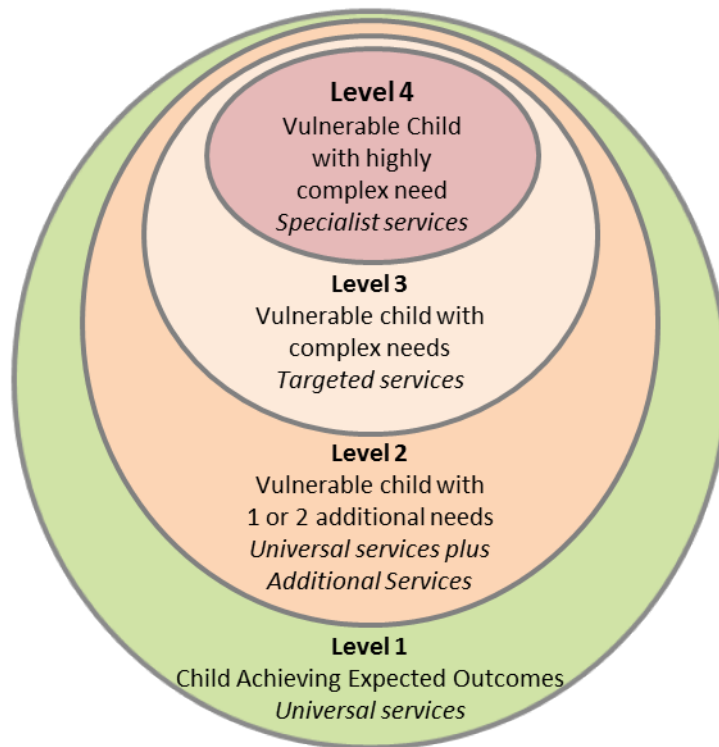 Level 4
Vulnerable Child
with highly
complex need
Specialist services
Level 3
Vulnerable child with
complex needs
Targeted services
Level 2
Vulnerable child with
1 or 2 additional needs
Universal services plus
Additional Services
Level 1
Child Achieving Expected Outcomes
Universal services